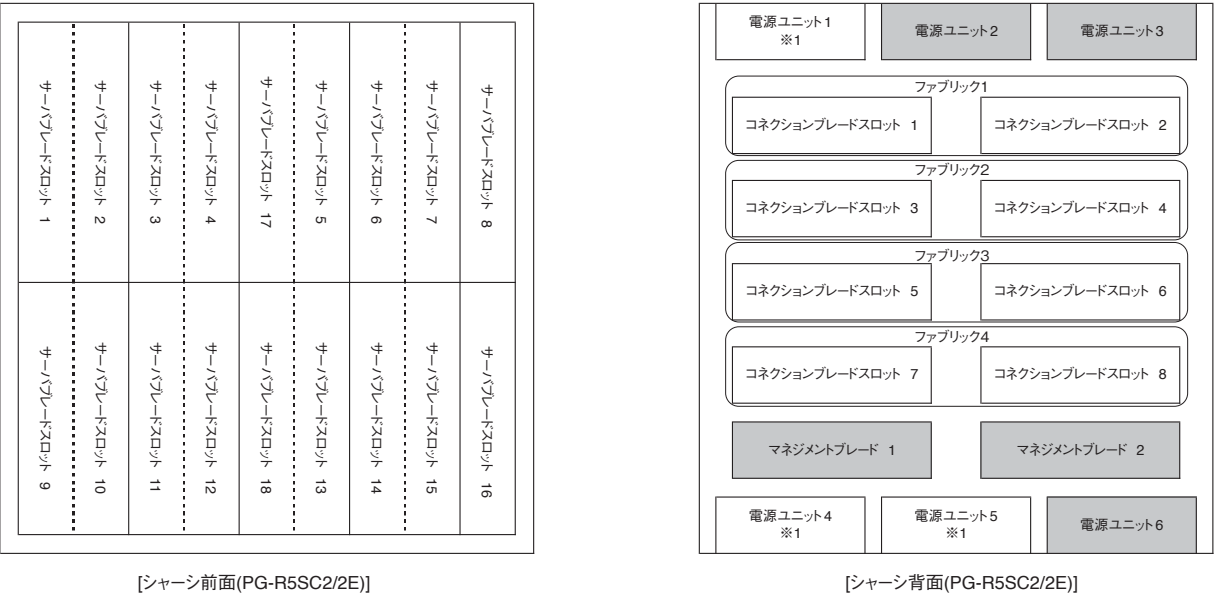 サーバブレードスロット 1
サーバブレードスロット 2
サーバブレードスロット 3
サーバブレードスロット 4
サーバブレードスロット 17
サーバブレードスロット 5
サーバブレードスロット 6
サーバブレードスロット 7
サーバブレードスロット 8
サーバブレードスロット 9
サーバブレードスロット 10
サーバブレードスロット 11
サーバブレードスロット 12
サーバブレードスロット 18
サーバブレードスロット 13
サーバブレードスロット 14
サーバブレードスロット 15
サーバブレードスロット 16
[シャーシ前面(PG-R5SC2/2E)]
電源ユニット1
※1
電源ユニット2
電源ユニット3
ファブリック1
コネクションブレードスロット 1
コネクションブレードスロット 2
ファブリック2
コネクションブレードスロット 3
コネクションブレードスロット 4
ファブリック3
コネクションブレードスロット 5
コネクションブレードスロット 6
ファブリック4
コネクションブレードスロット 7
コネクションブレードスロット 8
マネジメントブレード 1
マネジメントブレード 2
電源ユニット4
※1
電源ユニット5
※1
電源ユニット6
[シャーシ背面(PG-R5SC2/2E)]